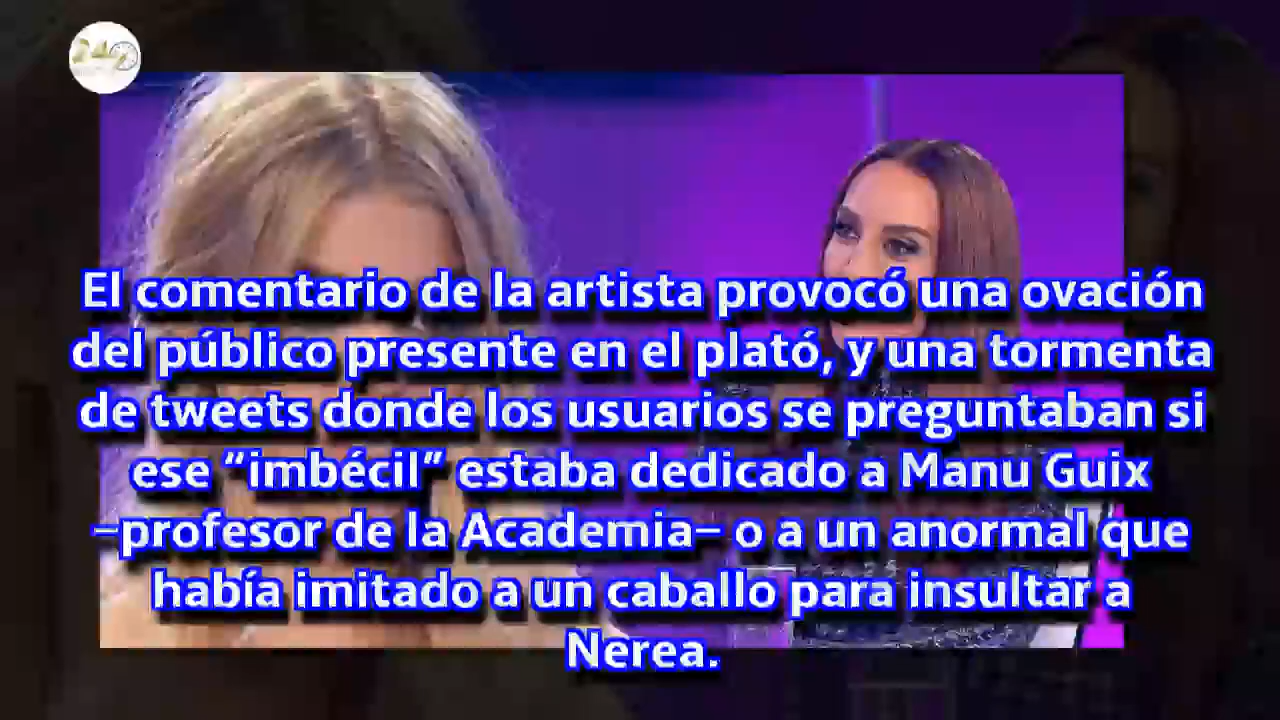 24
El comentario de la artista provocó una ovación
del público presente en el plató, y una tormenta
de tweets donde los usuarios se preguntaban si
ese “imbécil” estaba dedicado a Manu Guix
–profesor de la Academia– o a un anormal que
había imitado a un caballo para insultar a
Nerea.